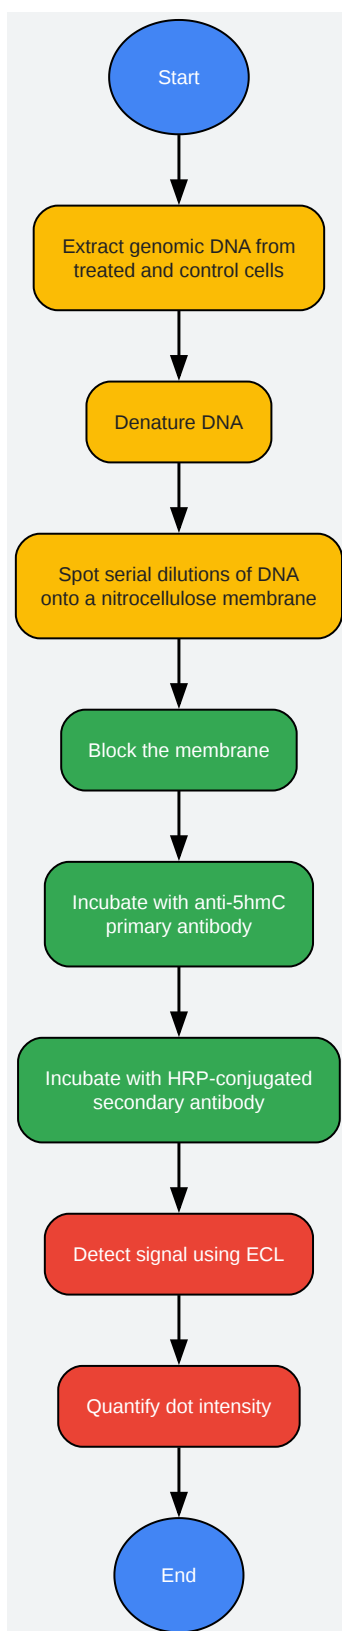 Start
Extract genomic DNA from
treated and control cells
Denature DNA
Spot serial dilutions of DNA
onto a nitrocellulose membrane
Block the membrane
Incubate with anti-5hmC
primary antibody
Incubate with HRP-conjugated
secondary antibody
Detect signal using ECL
Quantify dot intensity
End